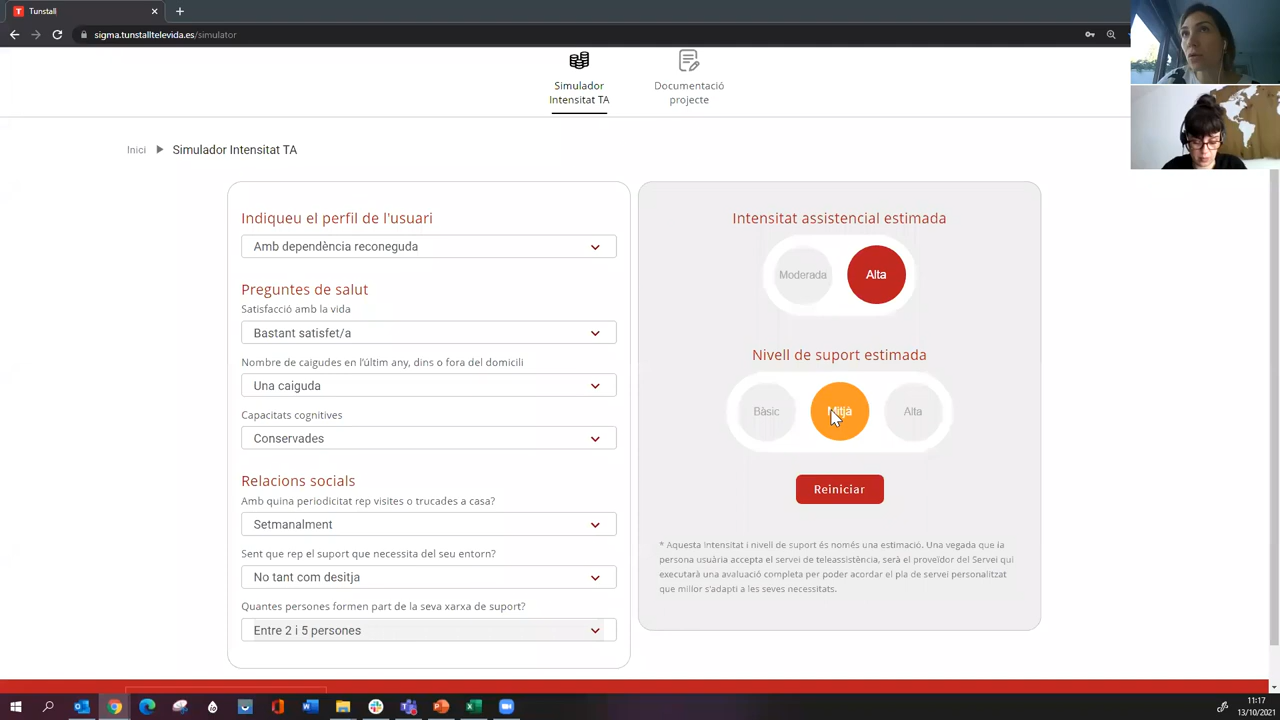 Tunstall
sigma.tunstalltelevida.es/simulator
Simulador
Intensitat TA
Documentació
projecte
Inici
Simulador Intensitat TA
Indiqueu el perfil de l'usuari
Amb dependència reconeguda
Preguntes de salut
Satisfacció amb la vida
Bastant satisfet/a
Nombre de caigudes en l'últim any, dins o fora del domicili
Una caiguda
Capacitats cognitives
Conservades
Relacions socials
Amb quina periodicitat rep visites o trucades a casa?
Setmanalment
Sent que rep el suport que necessita del seu entorn?
No tant com desitja
Quantes persones formen part de la seva xarxa de suport?
Entre 2 i 5 persones
Intensitat assistencial estimada
Moderada
Alta
Nivell de suport estimada
Bàsic
Mitjà
Alta
Reiniciar
* Aquesta Intensitat i nivell de suport és només una estimació. Una vegada que la
persona usuària accepta el servei de teleassistència, serà el proveïdor del Servei qui
executarà una avaluació completa per poder acordar el pla de servei personalitzat
que millor s'adapti a les seves necessitats.
11:17
13/10/2021